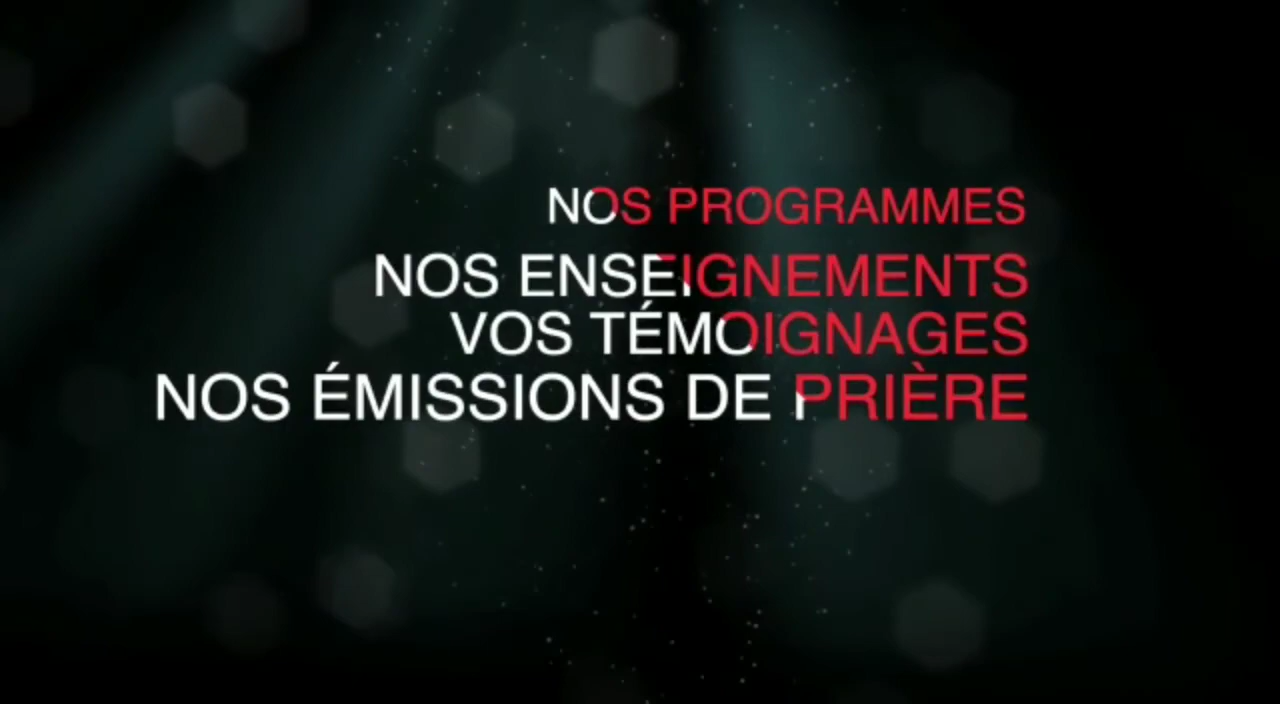 NOS PROGRAMMES
NOS ENSEIGNEMENTS
VOS TÉMOIGNAGES
NOS ÉMISSIONS DE PRIÈRE